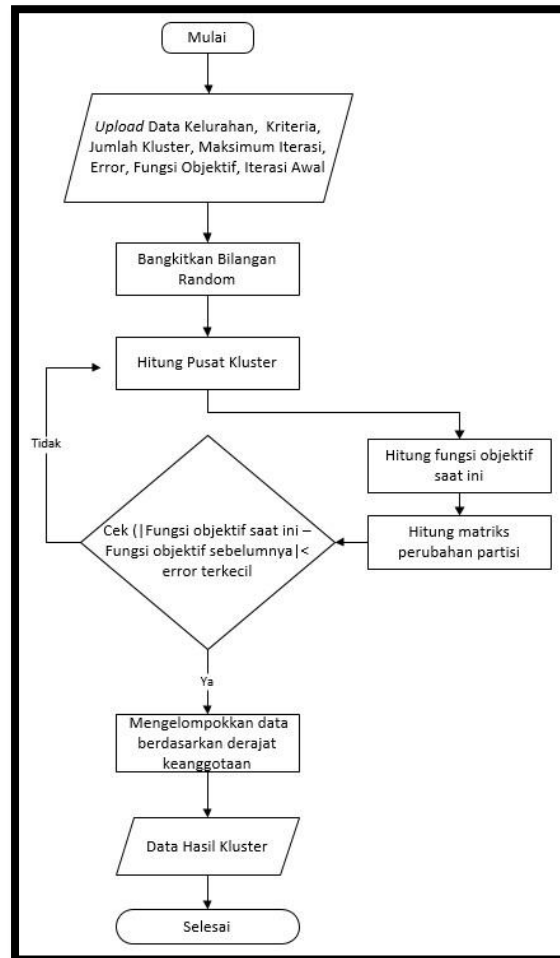 Mulai
Upload Data Kelurahan, Kriteria,
Jumlah Kluster, Maksimum Iterasi,
Error, Fungsi Objektif, Iterasi Awal
Bangkitkan Bilangan
Random
Hitung Pusat Kluster
Tidak
Hitung fungsi objektif
saat ini
Hitung matriks
perubahan partisi
Cek (|Fungsi objektif saat ini –
Fungsi objektif sebelumnya|<
error terkecil
Ya
Mengelompokkan data
berdasarkan derajat
keanggotaan
Data Hasil Kluster
Selesai